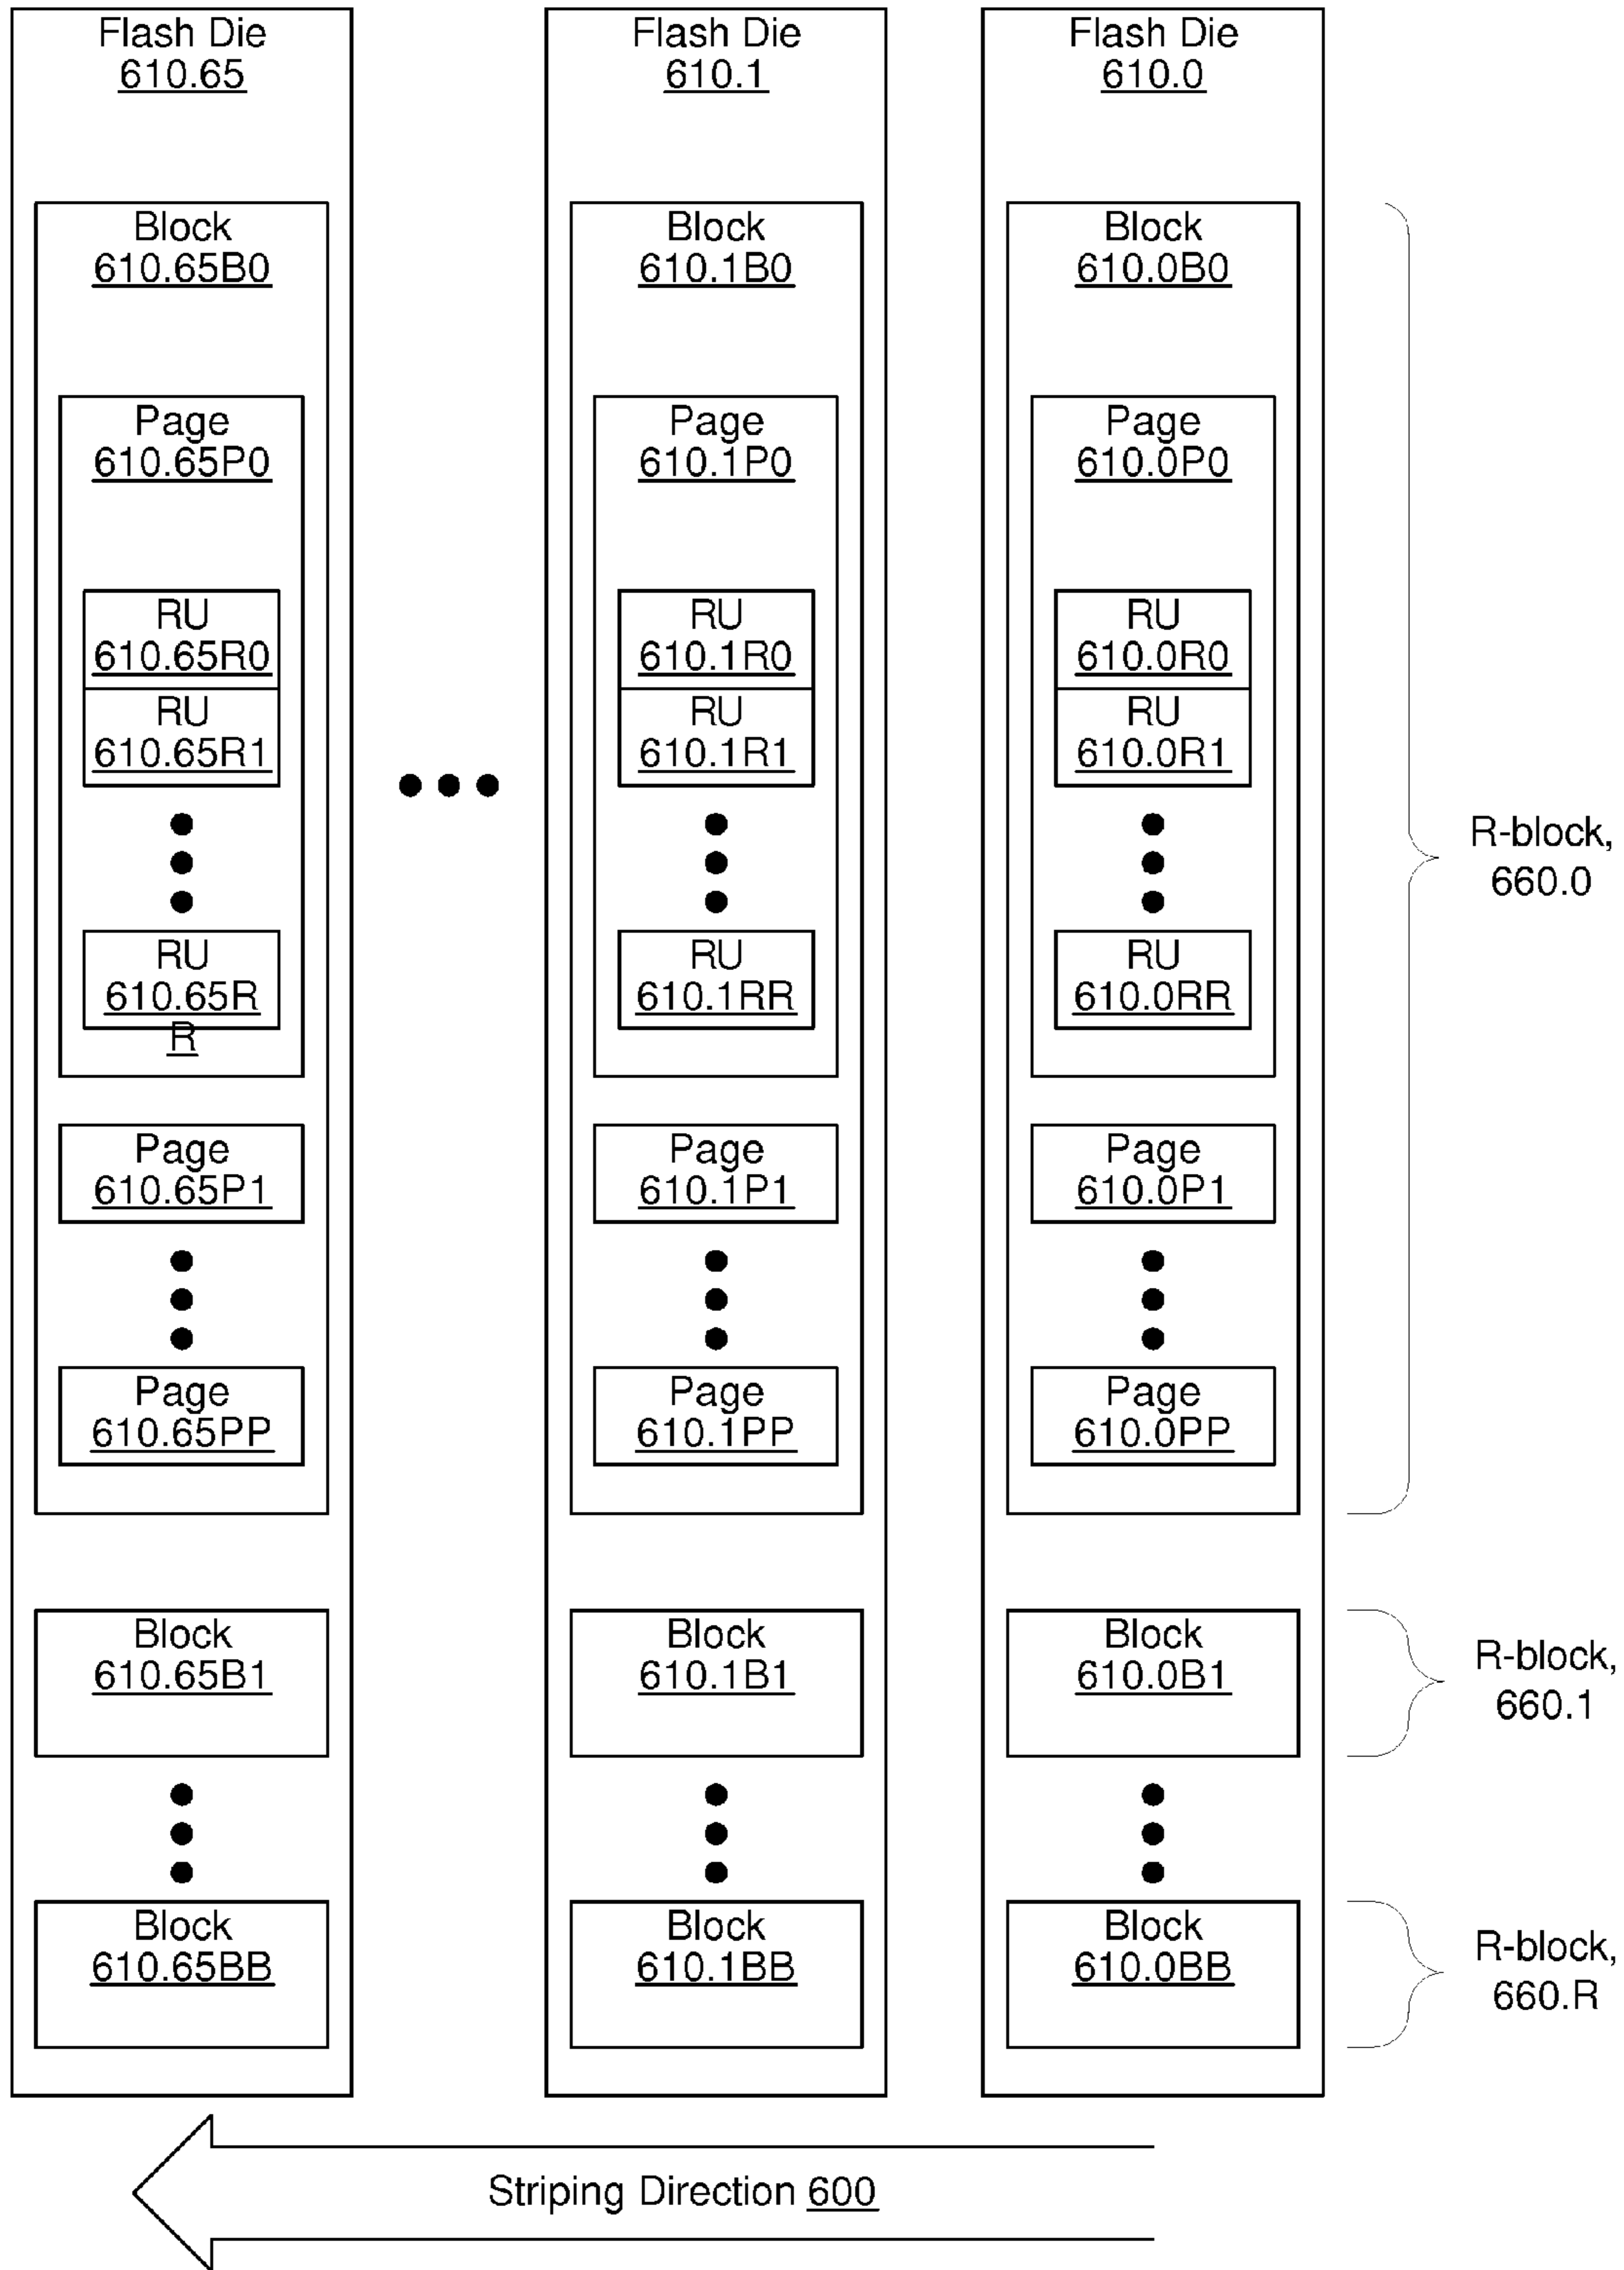 Flash Die
610.65
Block
610.65B0
Page
610.65P0
RU
610.65R0
RU
610.65R1
RU
610.65R
R
Page
610.65P1
Page
610.65PP
Block
610.65B1
Block
610.65BB
Flash Die
610.1
Block
610.1B0
Page
610.1P0
RU
610.1R0
RU
610.1R1
RU
610.1RR
Page
610.1P1
Page
610.1PP
Block
610.1B1
Block
610.1BB
Flash Die
610.0
Block
610.0B0
Page
610.0P0
RU
610.0R0
RU
610.0R1
RU
610.0RR
Page
610.0P1
Page
610.0PP
Block
610.0B1
Block
610.0BB
R-block,
660.0
R-block,
660.1
R-block,
660.R
Striping Direction 600